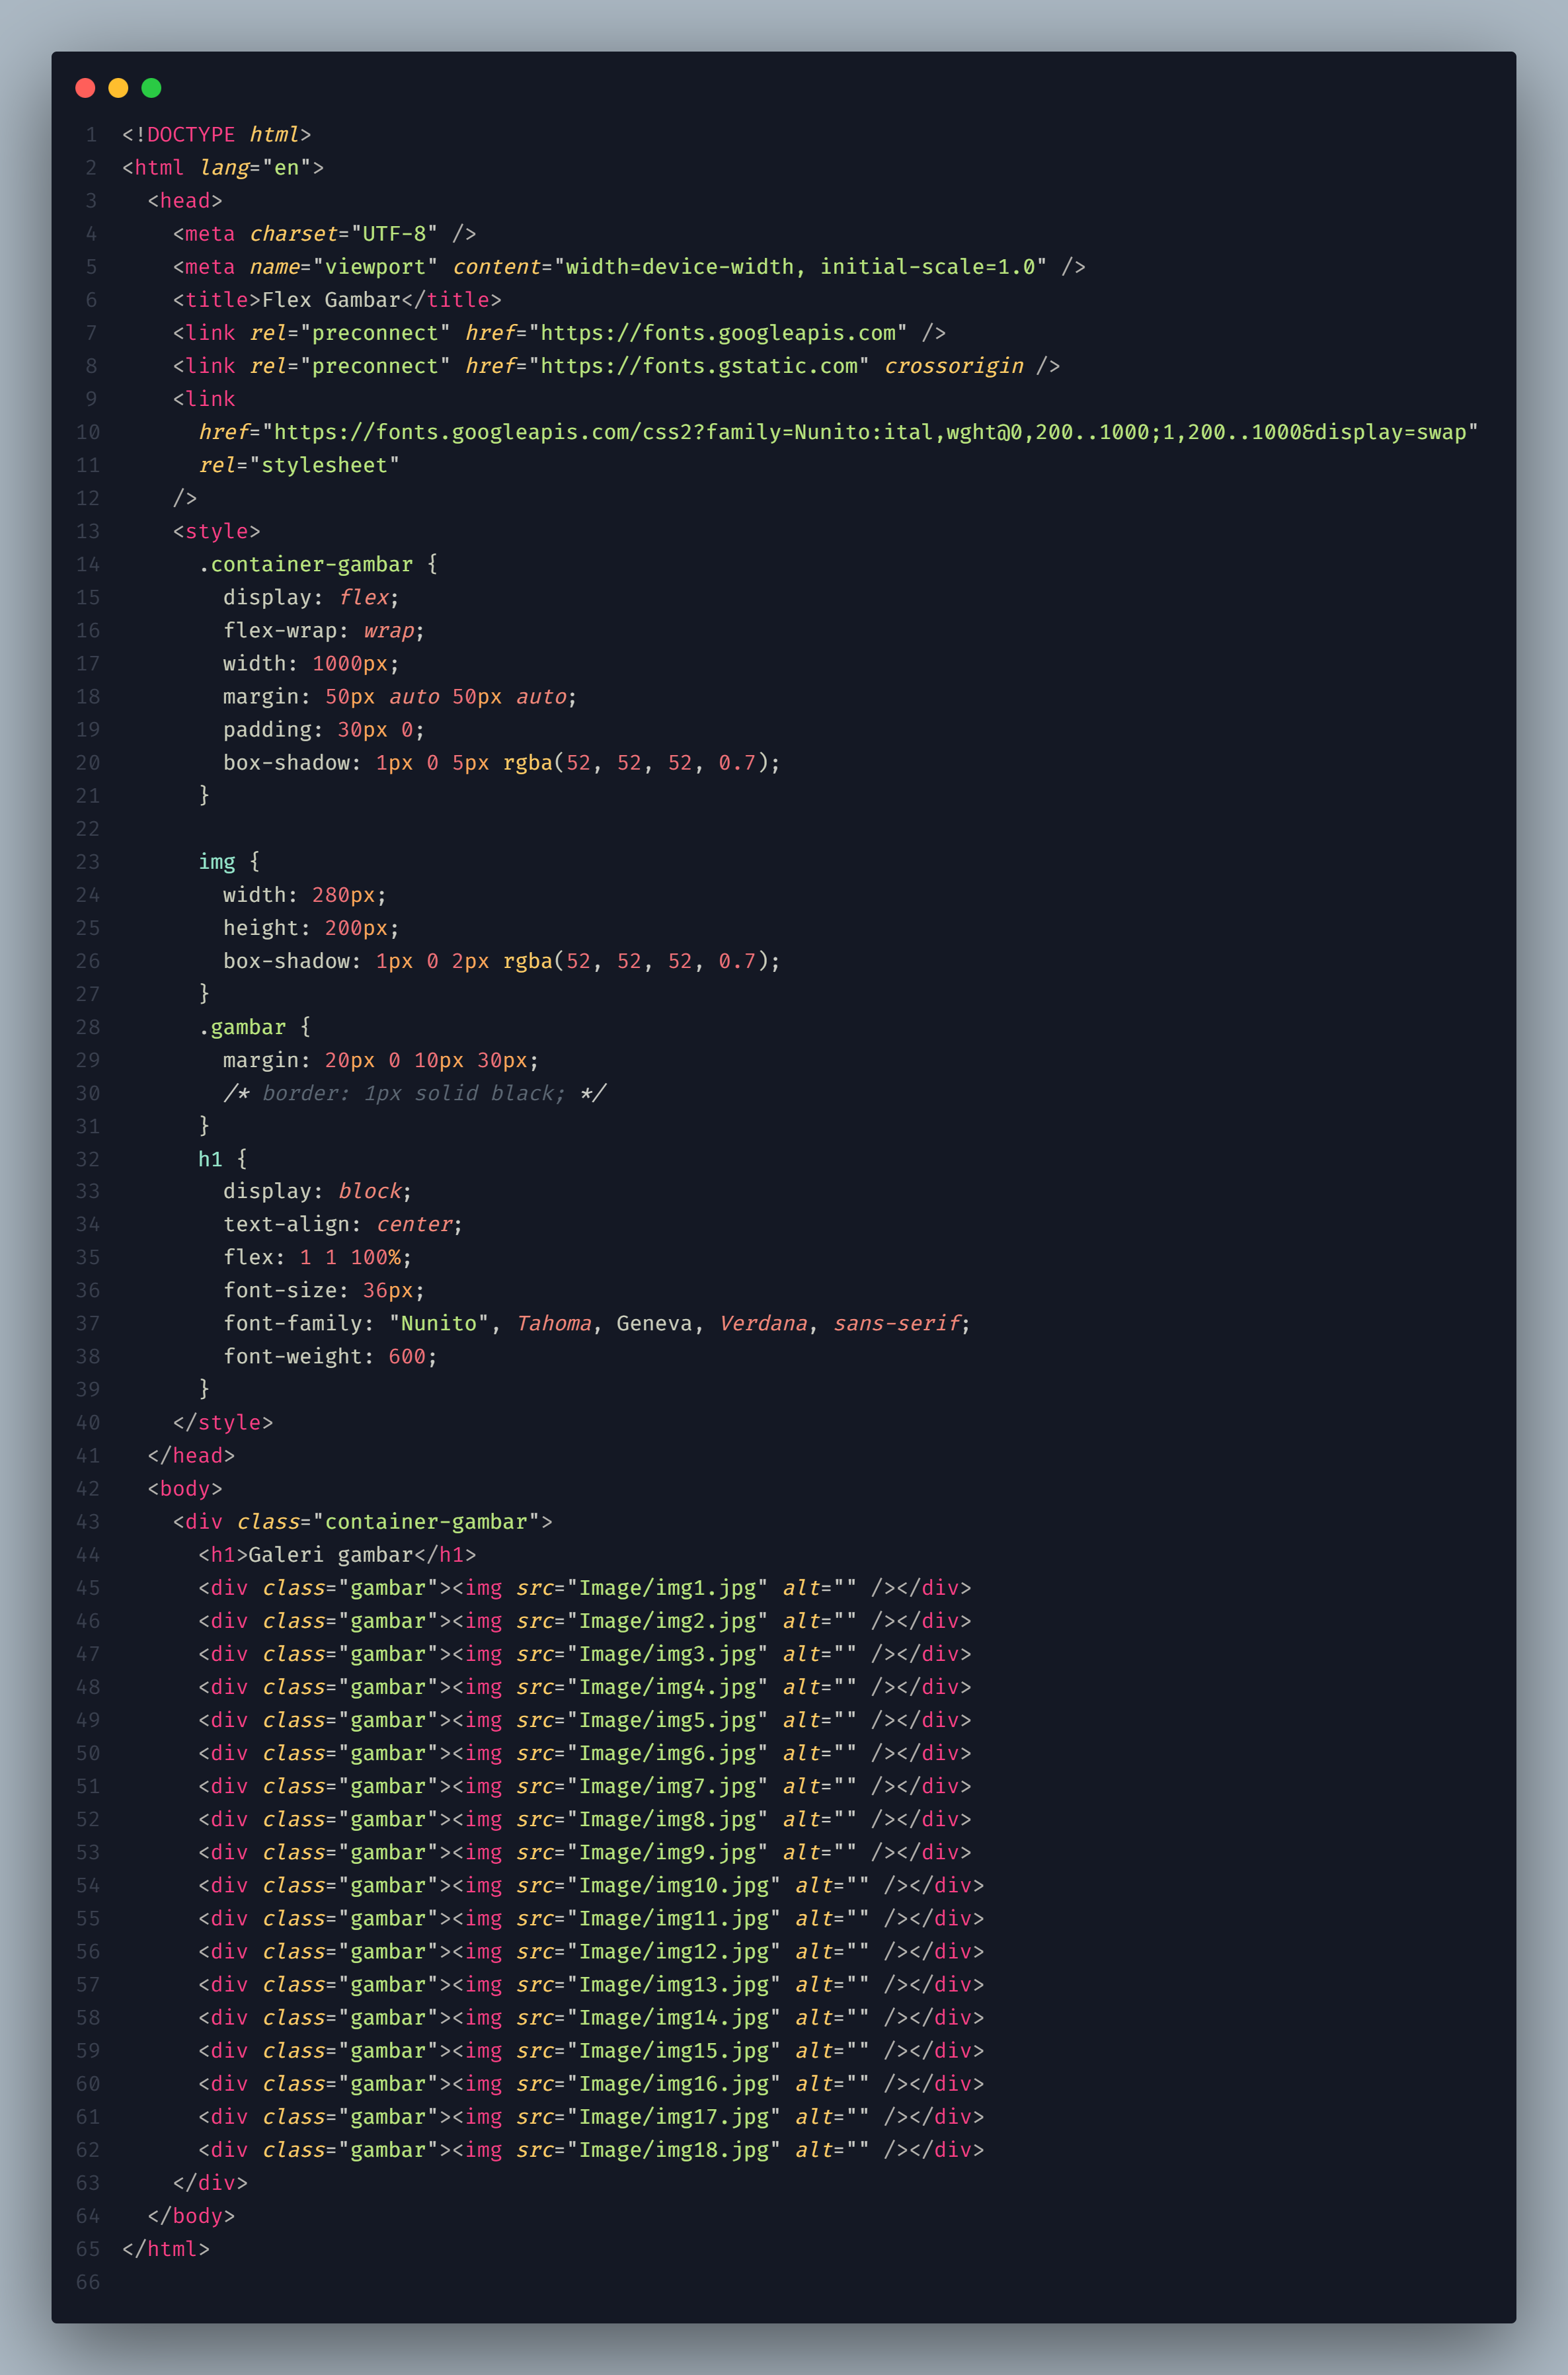 1 <!DOCTYPE html>
2 <html lang="en">
3   <head>
4     <meta charset="UTF-8" />
5     <meta name="viewport" content="width=device-width, initial-scale=1.0" />
6     <title>Flex Gambar</title>
7     <link rel="preconnect" href="https://fonts.googleapis.com" />
8     <link rel="preconnect" href="https://fonts.gstatic.com" crossorigin />
9     <link
10       href="https://fonts.googleapis.com/css2?family=Nunito:ital,wght@0,200..1000;1,200..1000&display=swap"
11       rel="stylesheet"
12     />
13     <style>
14       .container-gambar {
15         display: flex;
16         flex-wrap: wrap;
17         width: 1000px;
18         margin: 50px auto 50px auto;
19         padding: 30px 0;
20         box-shadow: 1px 0 5px rgba(52, 52, 52, 0.7);
21       }
22
23       img {
24         width: 280px;
25         height: 200px;
26         box-shadow: 1px 0 2px rgba(52, 52, 52, 0.7);
27       }
28       .gambar {
29         margin: 20px 0 10px 30px;
30         /* border: 1px solid black; */
31       }
32       h1 {
33         display: block;
34         text-align: center;
35         flex: 1 1 100%;
36         font-size: 36px;
37         font-family: "Nunito", Tahoma, Geneva, Verdana, sans-serif;
38         font-weight: 600;
39       }
40     </style>
41   </head>
42   <body>
43     <div class="container-gambar">
44       <h1>Galeri gambar</h1>
45       <div class="gambar"><img src="Image/img1.jpg" alt="" /></div>
46       <div class="gambar"><img src="Image/img2.jpg" alt="" /></div>
47       <div class="gambar"><img src="Image/img3.jpg" alt="" /></div>
48       <div class="gambar"><img src="Image/img4.jpg" alt="" /></div>
49       <div class="gambar"><img src="Image/img5.jpg" alt="" /></div>
50       <div class="gambar"><img src="Image/img6.jpg" alt="" /></div>
51       <div class="gambar"><img src="Image/img7.jpg" alt="" /></div>
52       <div class="gambar"><img src="Image/img8.jpg" alt="" /></div>
53       <div class="gambar"><img src="Image/img9.jpg" alt="" /></div>
54       <div class="gambar"><img src="Image/img10.jpg" alt="" /></div>
55       <div class="gambar"><img src="Image/img11.jpg" alt="" /></div>
56       <div class="gambar"><img src="Image/img12.jpg" alt="" /></div>
57       <div class="gambar"><img src="Image/img13.jpg" alt="" /></div>
58       <div class="gambar"><img src="Image/img14.jpg" alt="" /></div>
59       <div class="gambar"><img src="Image/img15.jpg" alt="" /></div>
60       <div class="gambar"><img src="Image/img16.jpg" alt="" /></div>
61       <div class="gambar"><img src="Image/img17.jpg" alt="" /></div>
62       <div class="gambar"><img src="Image/img18.jpg" alt="" /></div>
63     </div>
64   </body>
65 </html>
66